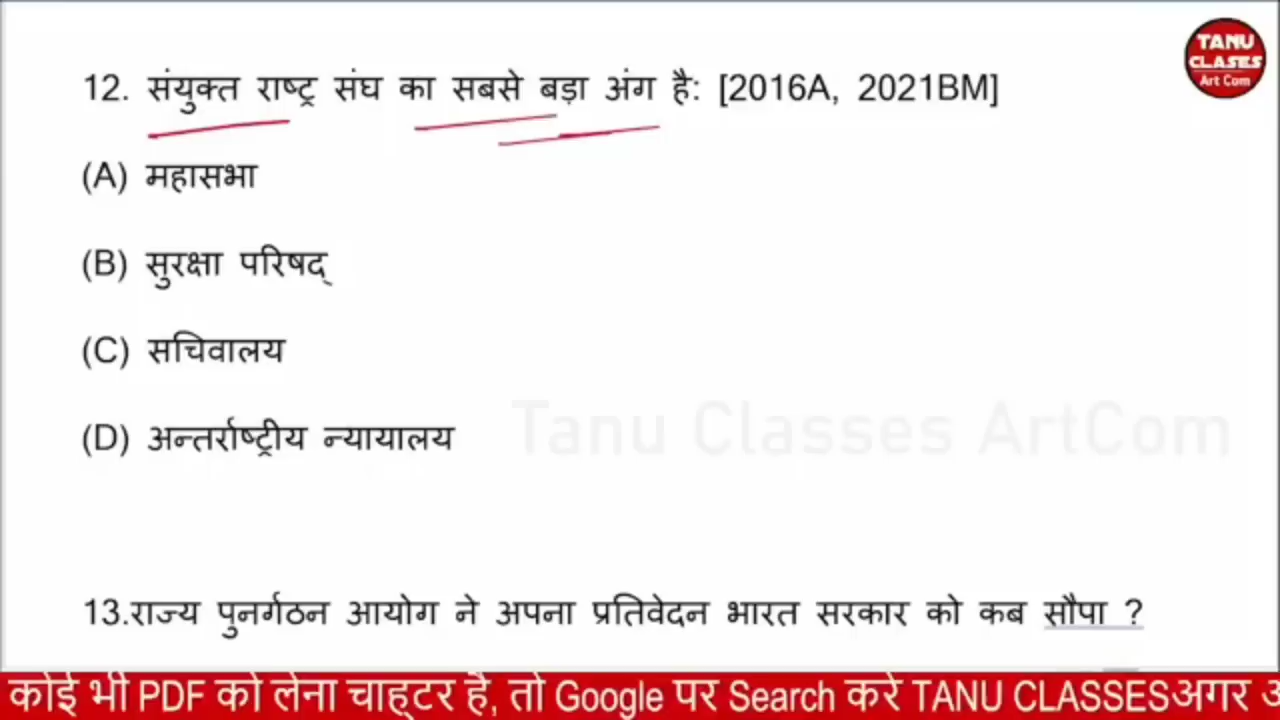 TANU
CLASES
Art Com
12. संयुक्त राष्ट्र संघ का सबसे बड़ा अंग है: [2016A, 2021BM]
(A) महासभा
(B) सुरक्षा परिषद्
(C) सचिवालय
(D) अन्तर्राष्ट्रीय न्यायालय
Tanu Classes ArtCom
13.राज्य पुनर्गठन आयोग ने अपना प्रतिवेदन भारत सरकार को कब सौपा ?
कोई भी PDF को लेना चाह्टर है, तो Google पर Search करे TANU CLASSESअगर